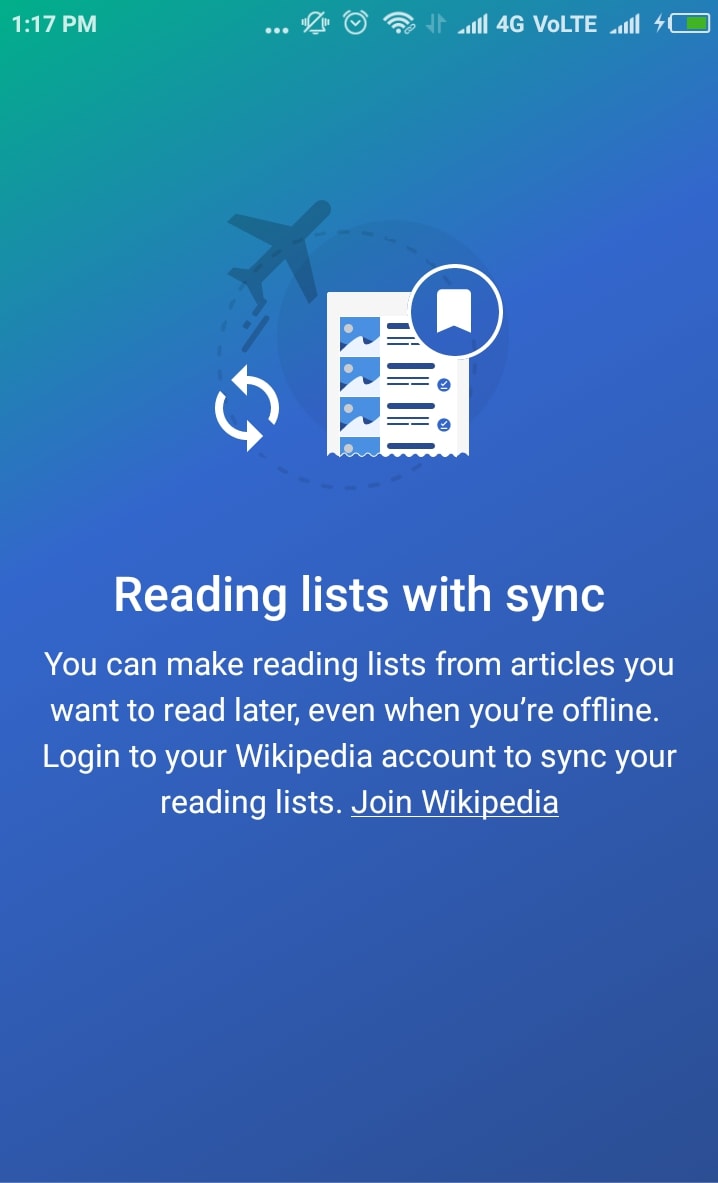 1:17 PM ... 4G VoLTE
Reading lists with sync
You can make reading lists from articles you
want to read later, even when you’re offline.
Login to your Wikipedia account to sync your
reading lists. Join Wikipedia